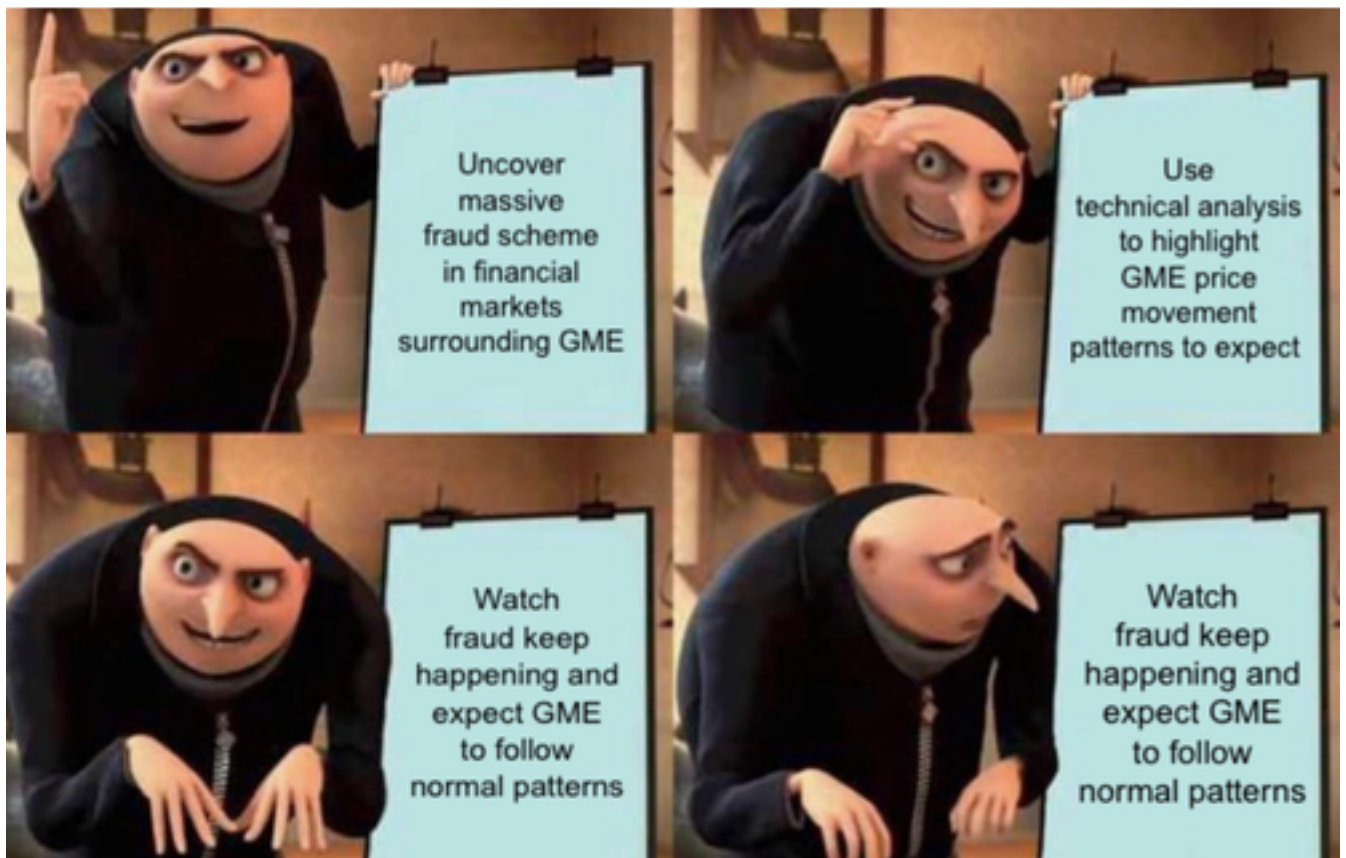 Uncover
massive
fraud scheme
in financial
markets
surrounding GME
Use
technical analysis
to highlight
GME price
movement
patterns to expect
Watch
fraud keep
happening and
expect GME
to follow
normal patterns
Watch
fraud keep
happening and
expect GME
to follow
normal patterns